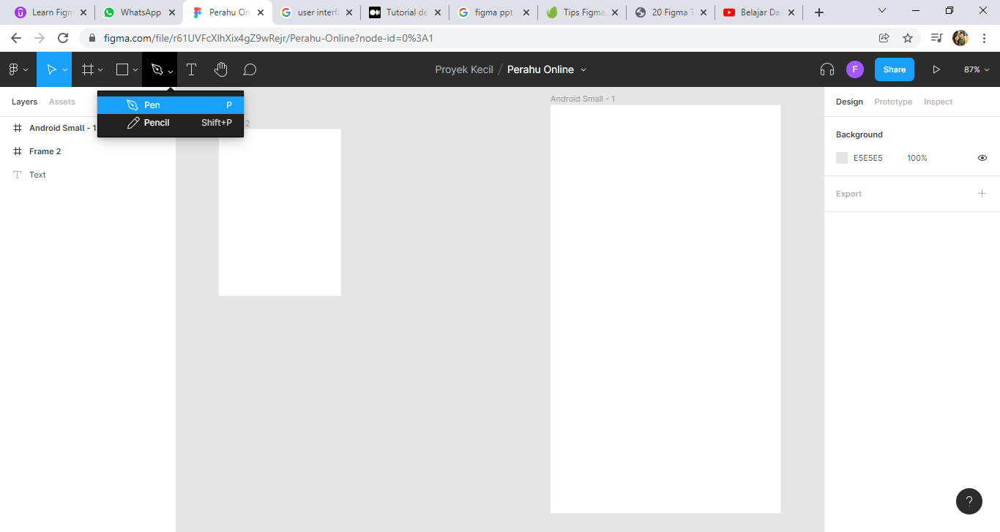 Learn Figm
WhatsApp
Perahu On
user interfa
Tutorial de
figma ppt
Tips Figma
20 Figma T
Belajar Da
figma.com/file/r61UVFcXlhXix4gZ9wRejr/Perahu-Online?node-id=0%3A1
Proyek Kecil / Perahu Online
F
Share
87%
Layers
Assets
Pen P
Pencil Shift+P
Android Small - 1
Frame 2
Text
2
Android Small - 1
Design
Prototype
Inspect
Background
E5E5E5 100%
Export
?